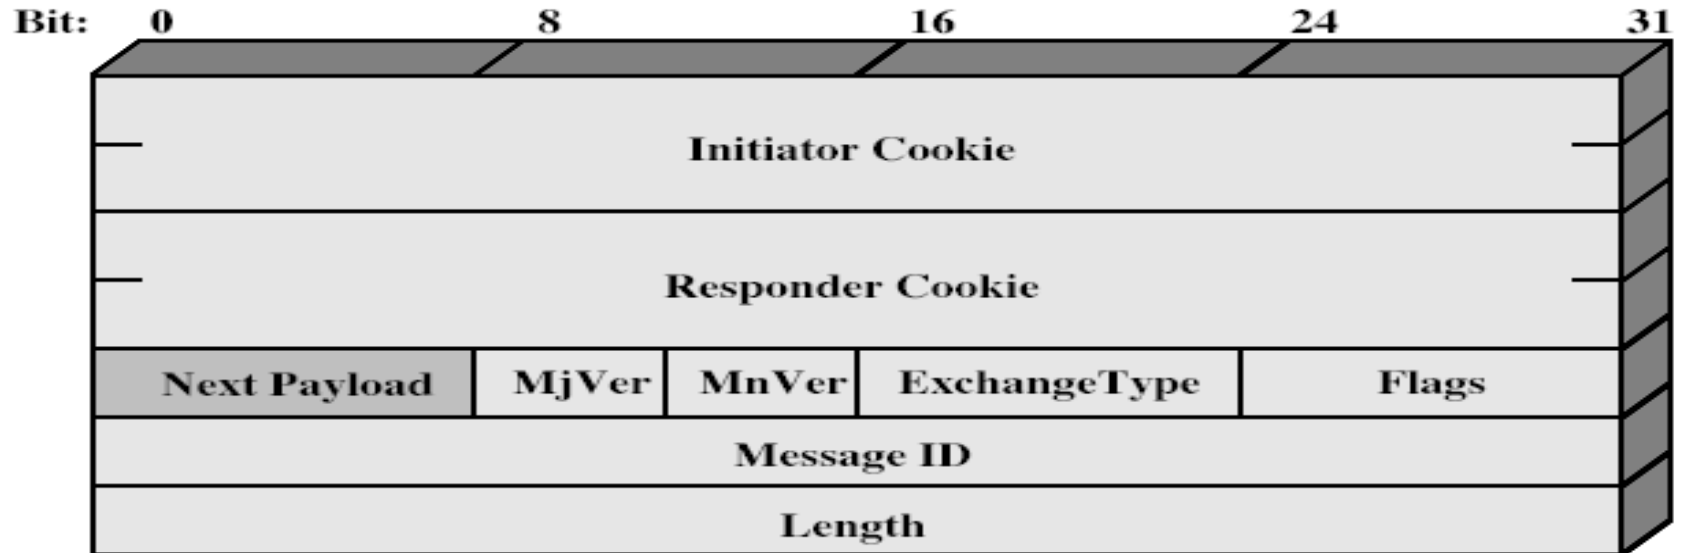 Bit: 0 8 16 24 31
Initiator Cookie
Responder Cookie
Next Payload MjVer MnVer ExchangeType Flags
Message ID
Length